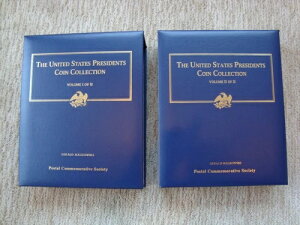 THE UNITED STATES PRESIDENTS
COIN COLLECTION
VOLUME I OF II
Postal Commemorative Society
THE UNITED STATES PRESIDENTS
COIN COLLECTION
VOLUME II OF II
Postal Commemorative Society